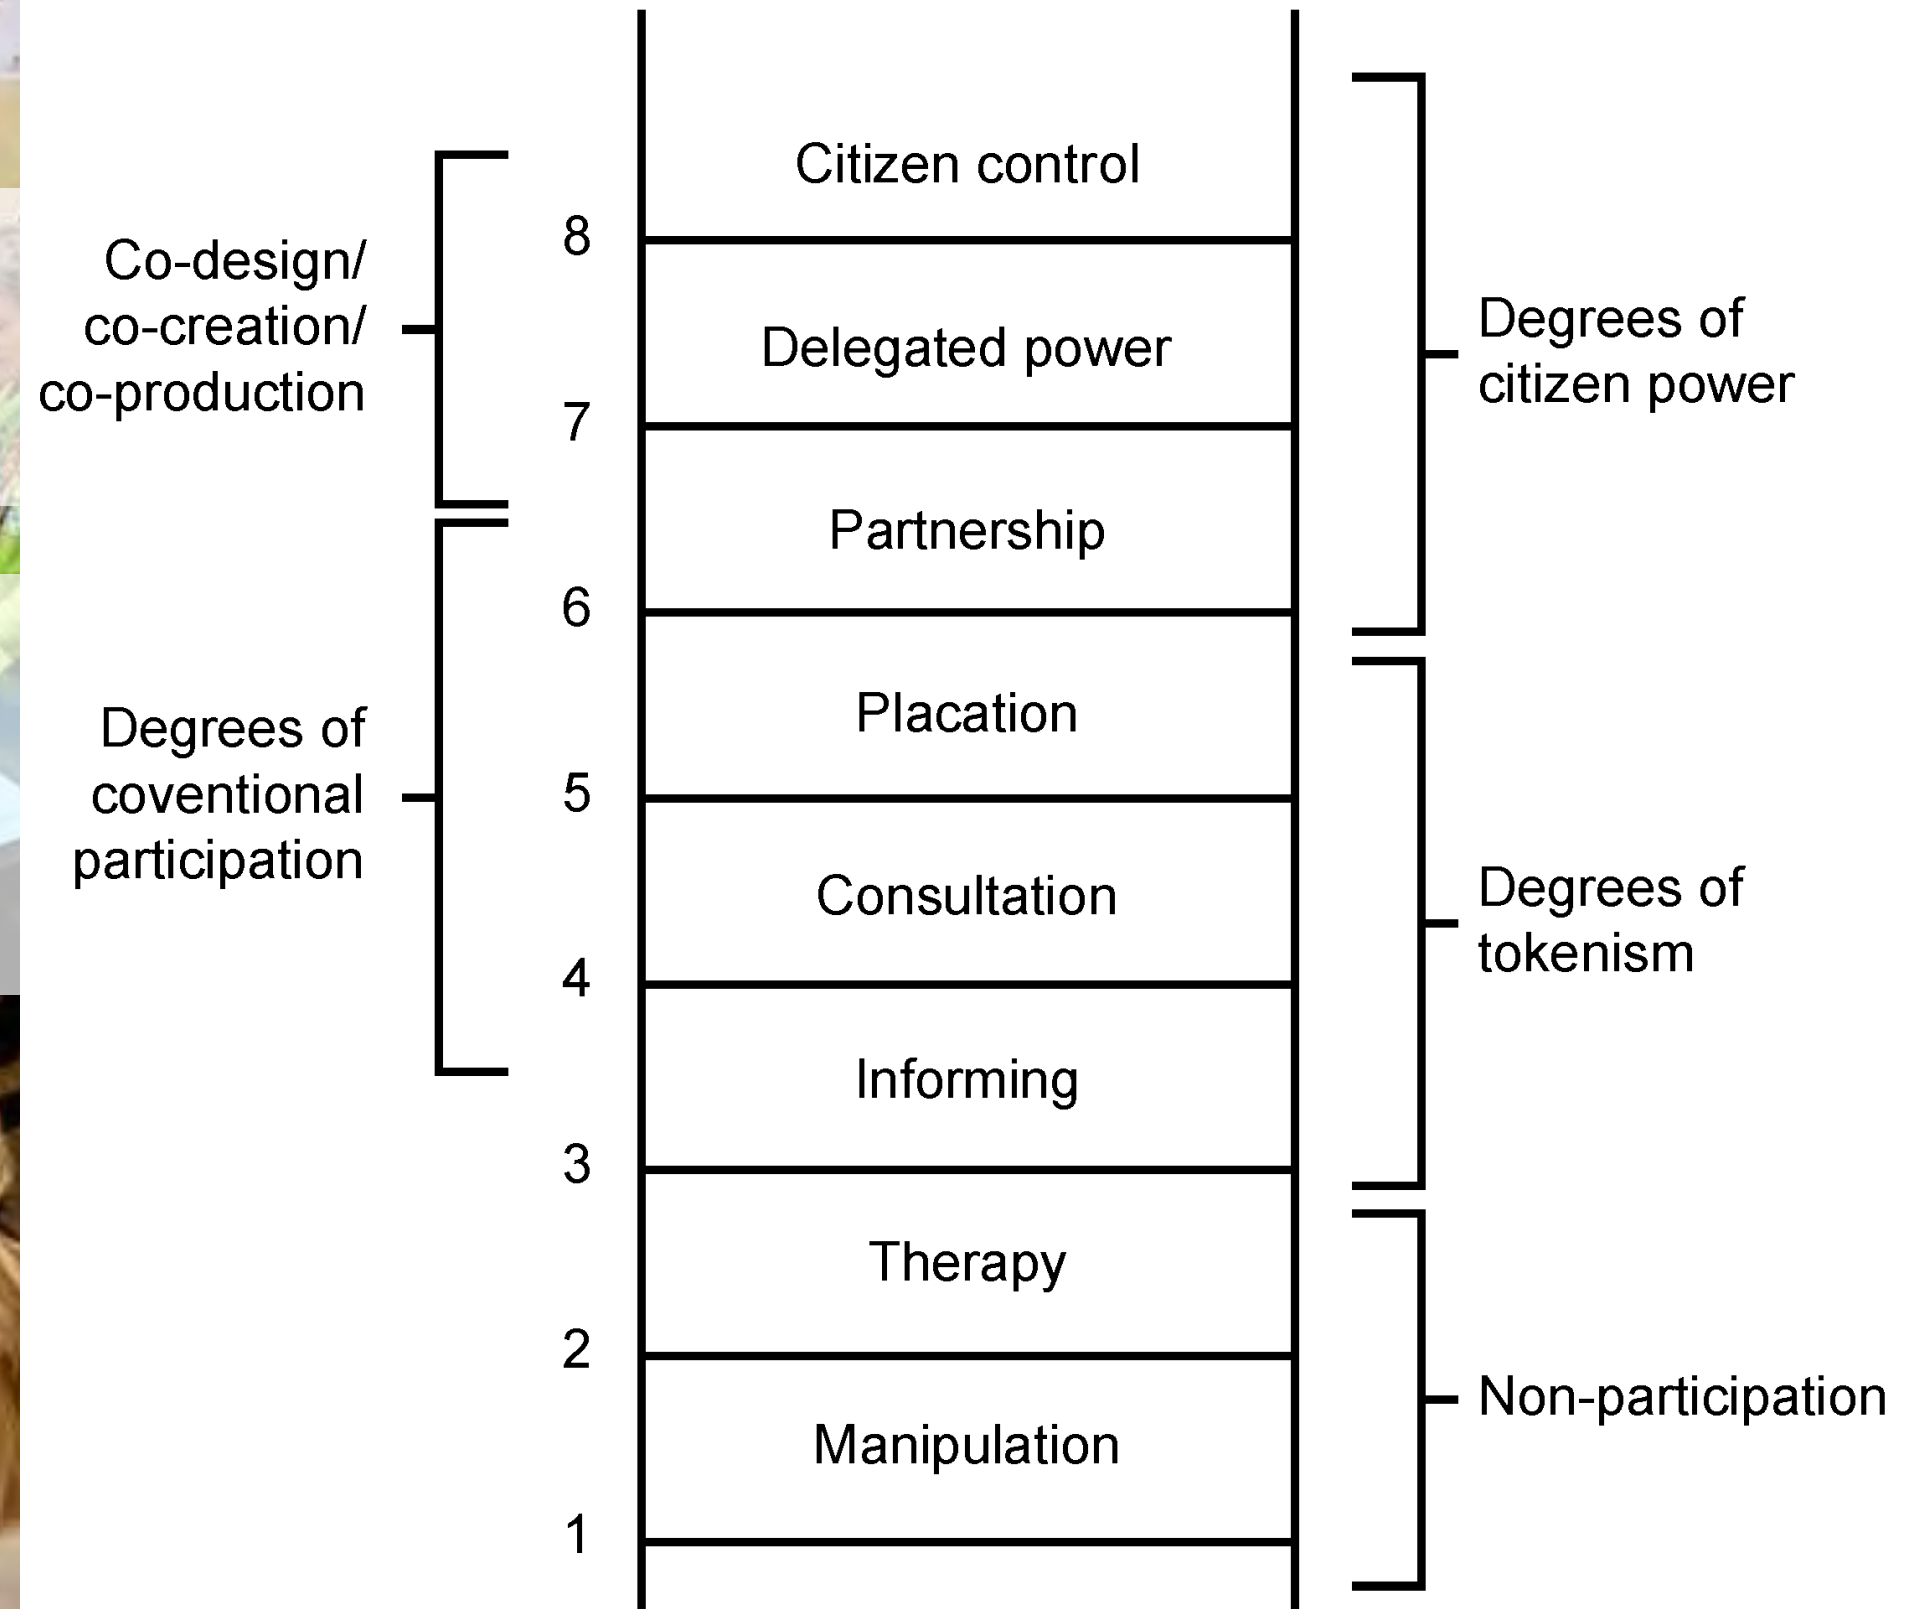 Citizen control
8
Delegated power
7
Partnership
6
Placation
5
Consultation
4
Informing
3
Therapy
2
Manipulation
1
Co-design/
co-creation/
co-production
Degrees of
coventional
participation
Degrees of
citizen power
Degrees of
tokenism
Non-participation